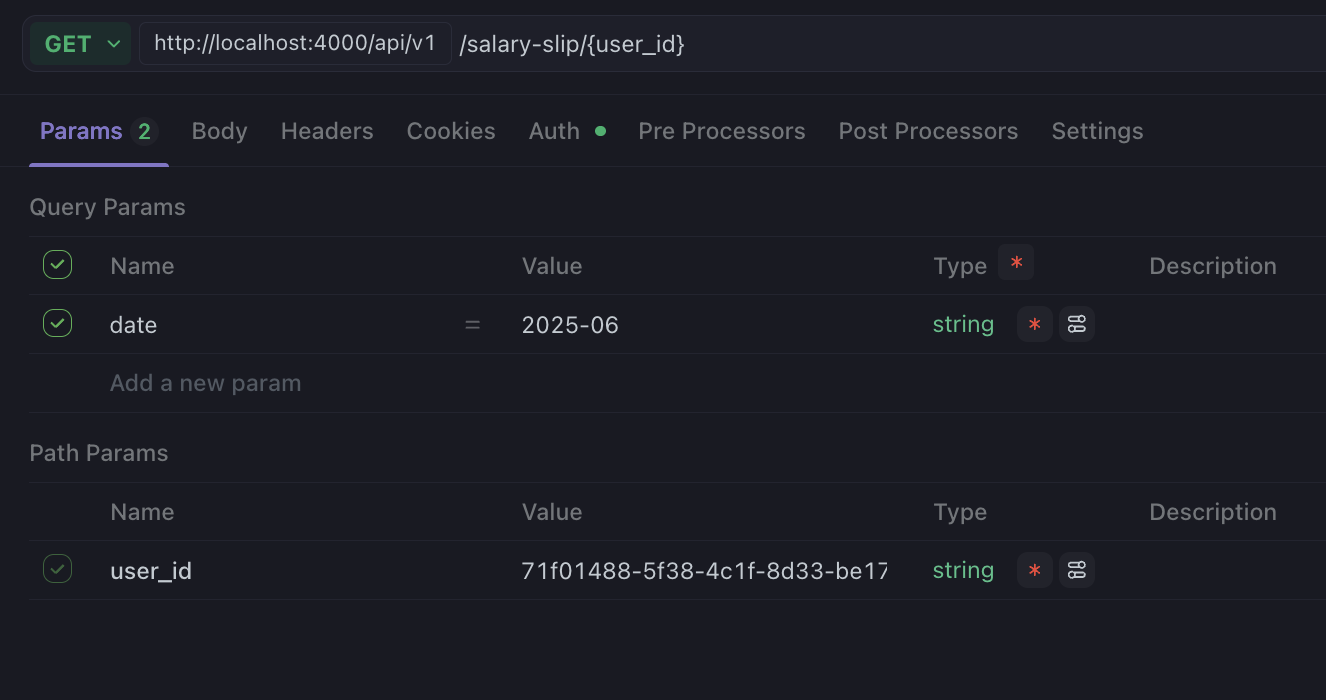 GET http://localhost:4000/api/v1 /salary-slip/{user_id}
Params 2 Body Headers Cookies Auth Pre Processors Post Processors Settings
Query Params
Name Value Type * Description
date = 2025-06 string *
Add a new param
Path Params
Name Value Type Description
user_id 71f01488-5f38-4c1f-8d33-be17 string *